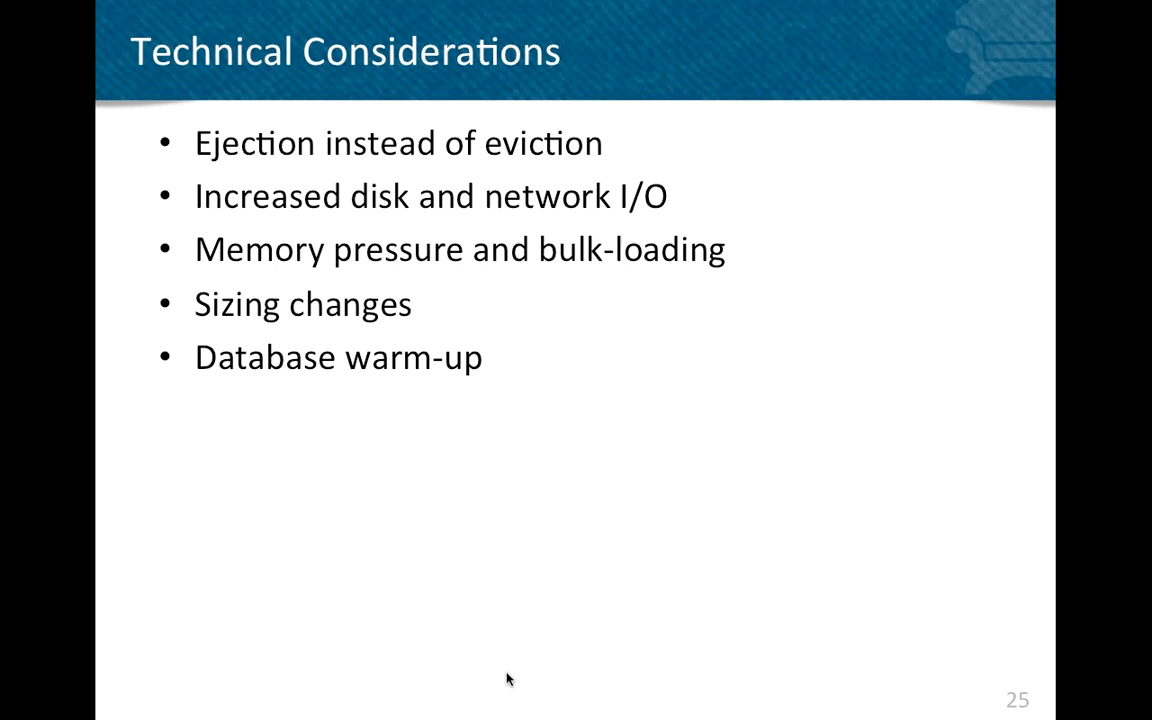 Technical Considerations
• Ejection instead of eviction
• Increased disk and network I/O
• Memory pressure and bulk-loading
• Sizing changes
• Database warm-up
25